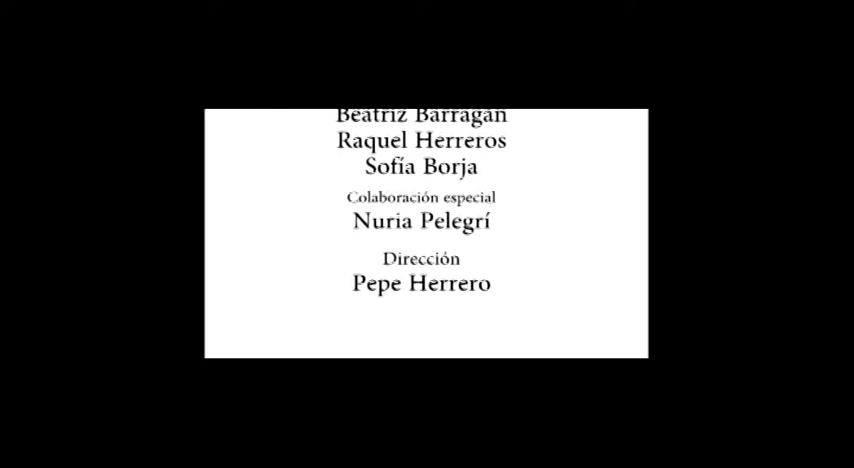 Beatriz Barragán
Raquel Herreros
Sofía Borja
Colaboración especial
Nuria Pelegrí
Dirección
Pepe Herrero